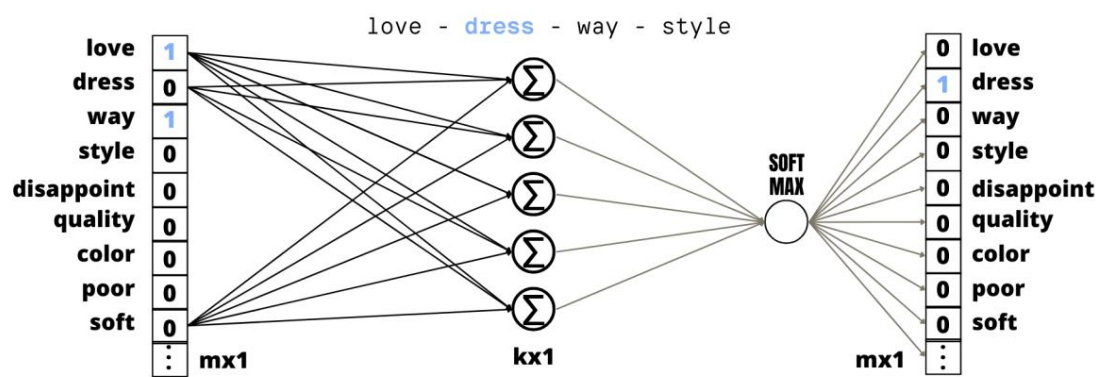 love - dress - way - style
love 1
dress 0
way 1
style 0
disappoint 0
quality 0
color 0
poor 0
soft 0
⋮
mx1
Σ
Σ
Σ
Σ
Σ
kx1
SOFT
MAX
0 love
1 dress
0 way
0 style
0 disappoint
0 quality
0 color
0 poor
0 soft
⋮
mx1